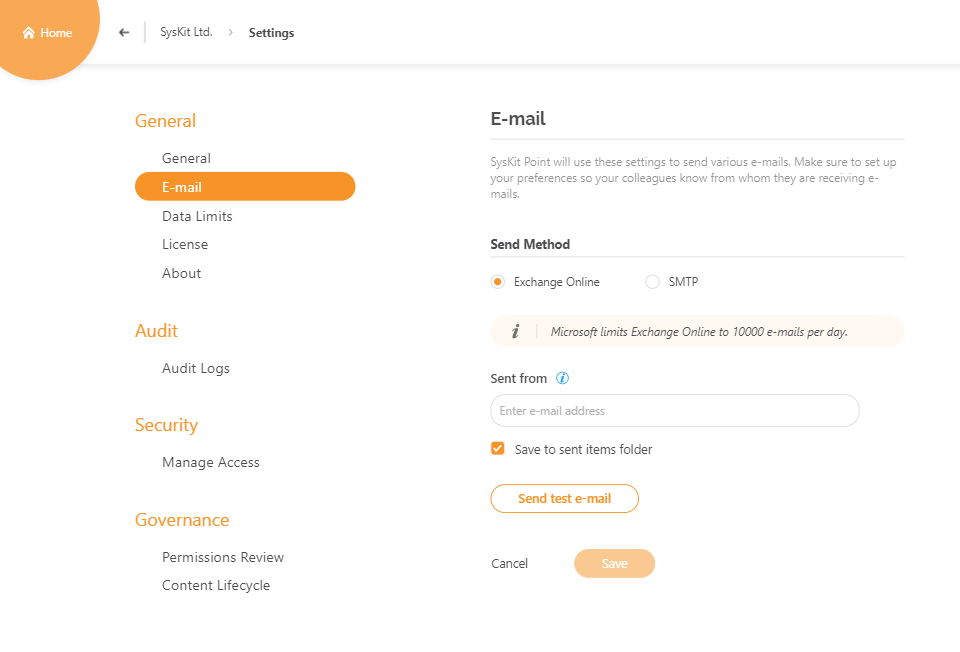 Home
SysKit Ltd. > Settings
General
General
E-mail
Data Limits
License
About
Audit
Audit Logs
Security
Manage Access
Governance
Permissions Review
Content Lifecycle
E-mail
SysKit Point will use these settings to send various e-mails. Make sure to set up
your preferences so your colleagues know from whom they are receiving e-
mails.
Send Method
Exchange Online
SMTP
i Microsoft limits Exchange Online to 10000 e-mails per day.
Sent from i
Enter e-mail address
Save to sent items folder
Send test e-mail
Cancel
Save